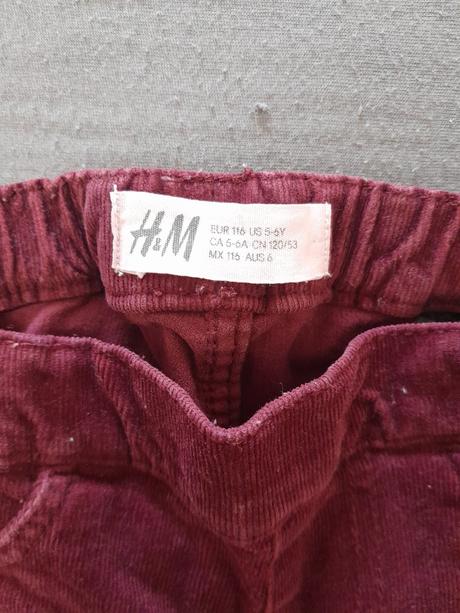 H&M
EUR 116 US 5-6Y
CA 5-6A CN 120/53
MX 116 AUS 6